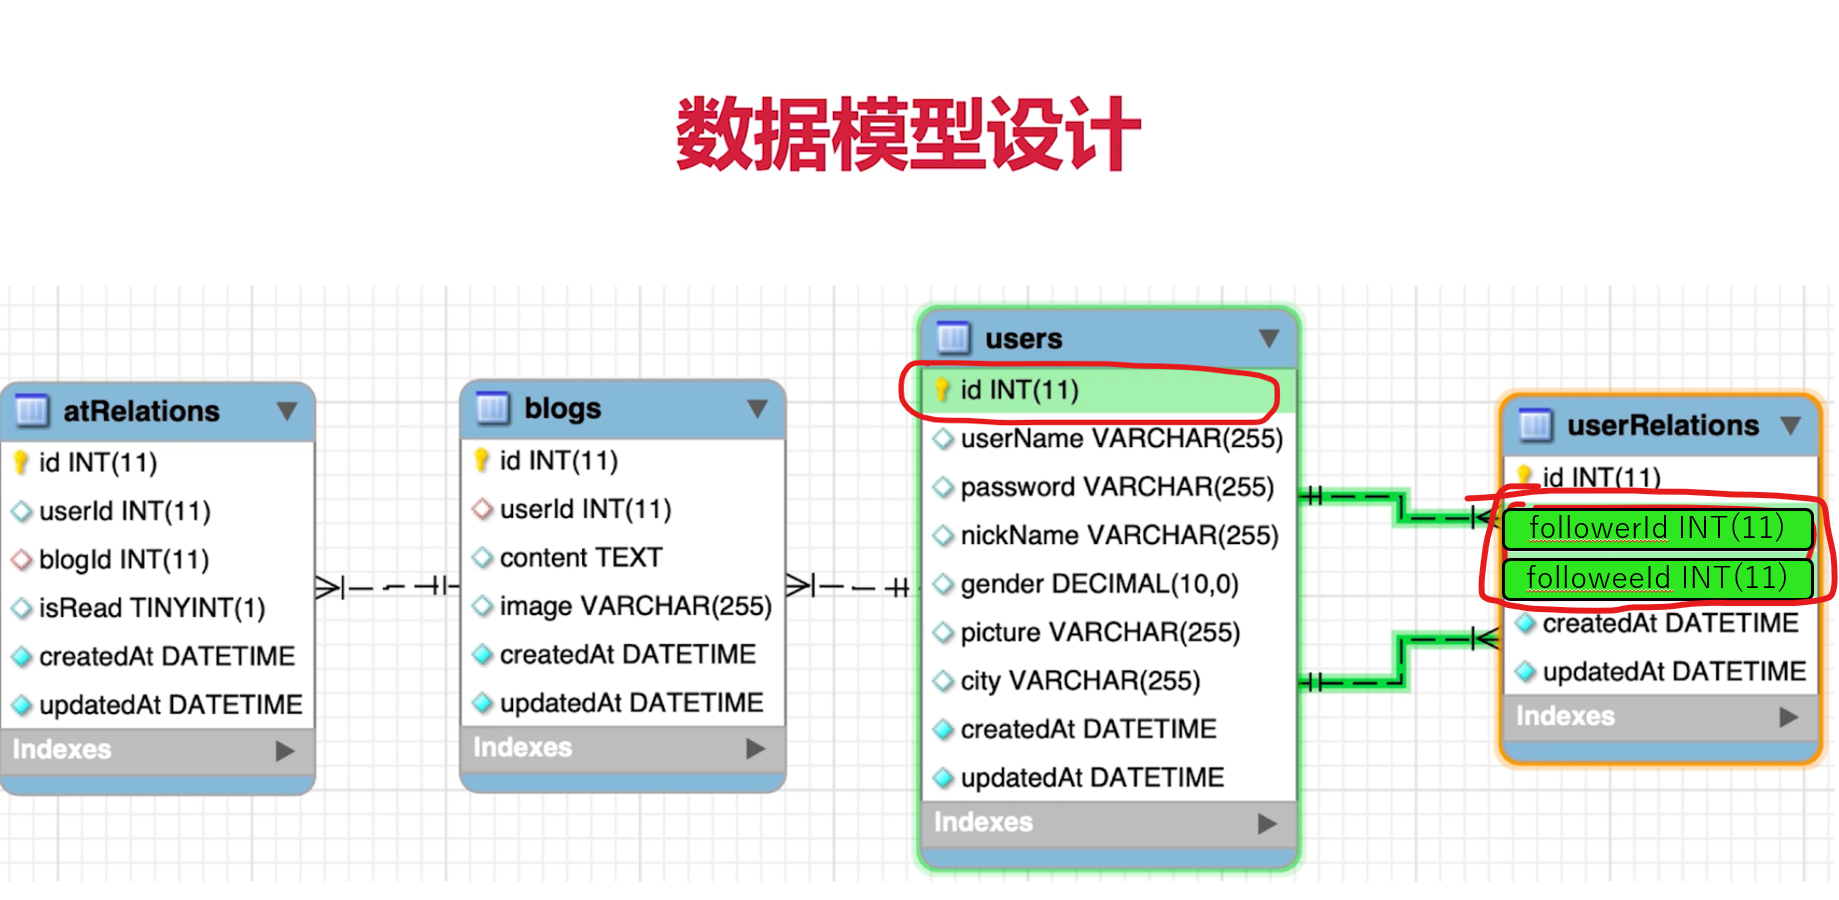 数据模型设计
atRelations
id INT(11)
userId INT(11)
blogId INT(11)
isRead TINYINT(1)
createdAt DATETIME
updatedAt DATETIME
Indexes
blogs
id INT(11)
userId INT(11)
content TEXT
image VARCHAR(255)
createdAt DATETIME
updatedAt DATETIME
Indexes
users
id INT(11)
userName VARCHAR(255)
password VARCHAR(255)
nickName VARCHAR(255)
gender DECIMAL(10,0)
picture VARCHAR(255)
city VARCHAR(255)
createdAt DATETIME
updatedAt DATETIME
Indexes
userRelations
id INT(11)
followerId INT(11)
followeeId INT(11)
createdAt DATETIME
updatedAt DATETIME
Indexes